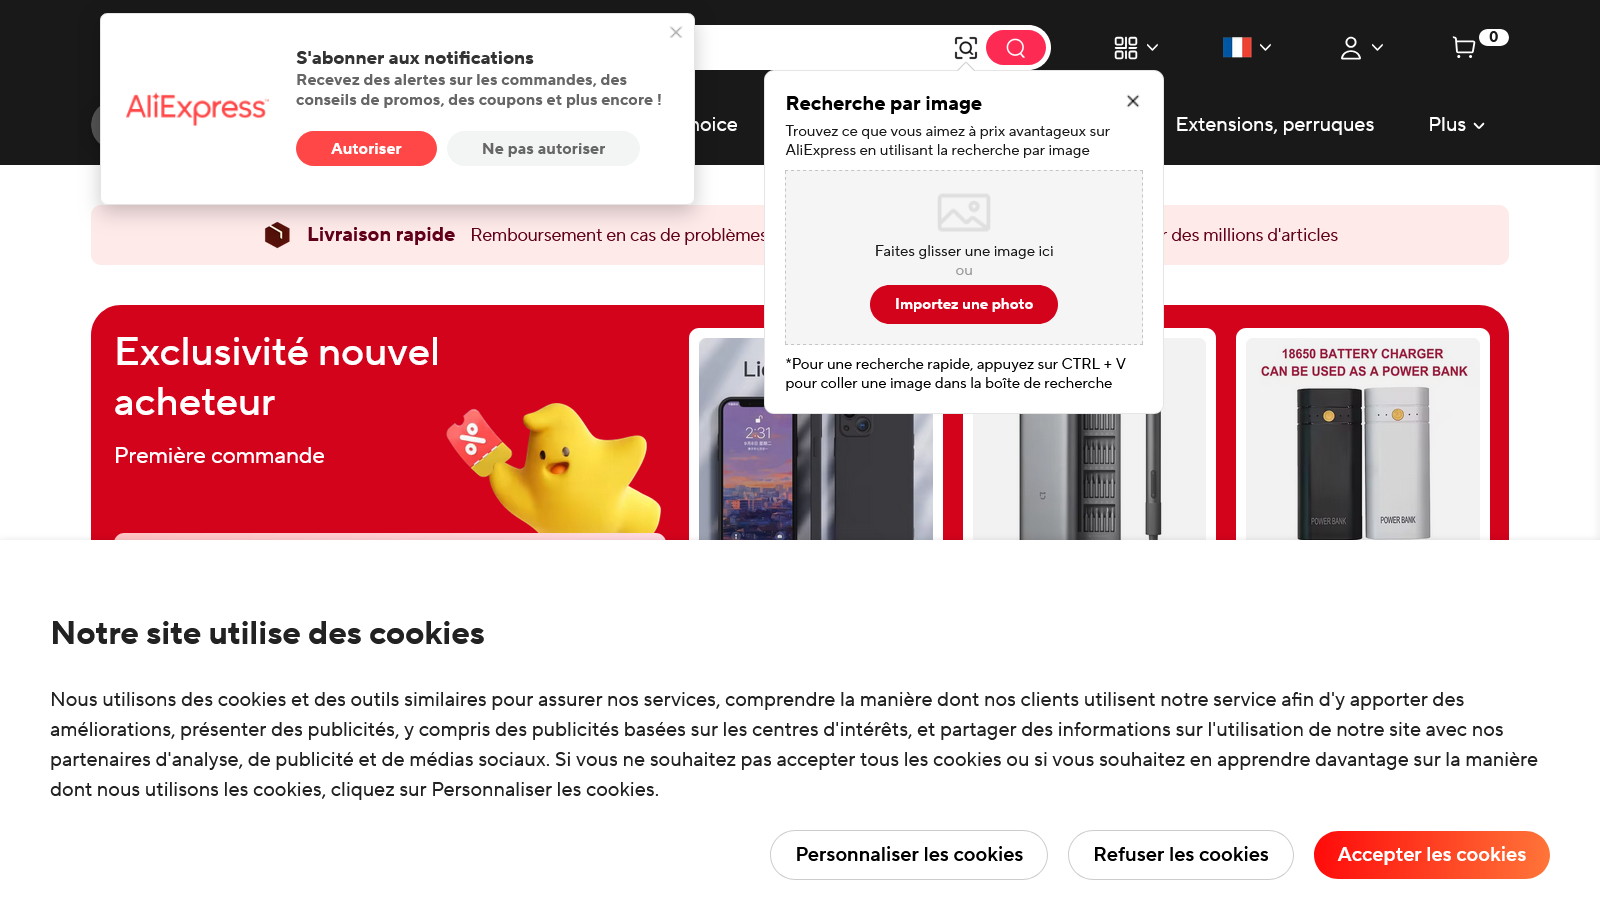 AliExpress
S'abonner aux notifications
Recevez des alertes sur les commandes, des
conseils de promos, des coupons et plus encore !
Autoriser
Ne pas autoriser
0
hoice
Extensions, perruques
Plus
Recherche par image
Trouvez ce que vous aimez à prix avantageux sur
AliExpress en utilisant la recherche par image
Faites glisser une image ici
ou
Importez une photo
*Pour une recherche rapide, appuyez sur CTRL + V
pour coller une image dans la boîte de recherche
Livraison rapide
Remboursement en cas de problèmes
r des millions d'articles
Exclusivité nouvel
acheteur
Première commande
%
2:31
18650 BATTERY CHARGER
CAN BE USED AS A POWER BANK
POWER BANK
POWER BANK
Notre site utilise des cookies
Nous utilisons des cookies et des outils similaires pour assurer nos services, comprendre la manière dont nos clients utilisent notre service afin d'y apporter des
améliorations, présenter des publicités, y compris des publicités basées sur les centres d'intérêts, et partager des informations sur l'utilisation de notre site avec nos
partenaires d'analyse, de publicité et de médias sociaux. Si vous ne souhaitez pas accepter tous les cookies ou si vous souhaitez en apprendre davantage sur la manière
dont nous utilisons les cookies, cliquez sur Personnaliser les cookies.
Personnaliser les cookies
Refuser les cookies
Accepter les cookies